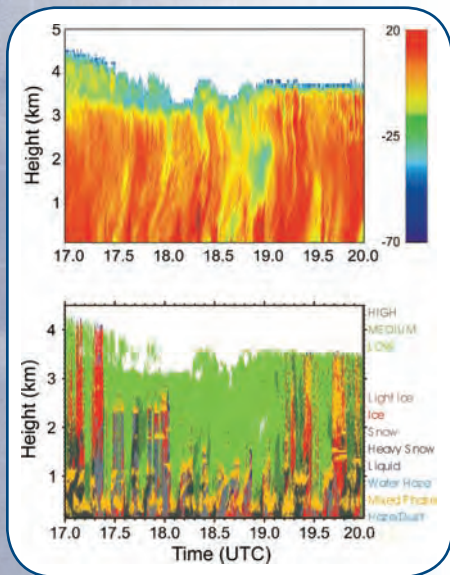 5
4
3
2
1
Height (km)
17.0 17.5 18.0 18.5 19.0 19.5 20.0
20
-25
-70
4
3
2
1
Height (km)
17.0 17.5 18.0 18.5 19.0 19.5 20.0
Time (UTC)
HIGH
MEDIUM
LOW
Light Ice
Ice
Snow
Heavy Snow
Liquid
Water Haze
Mixed Phase
Haze/Dust